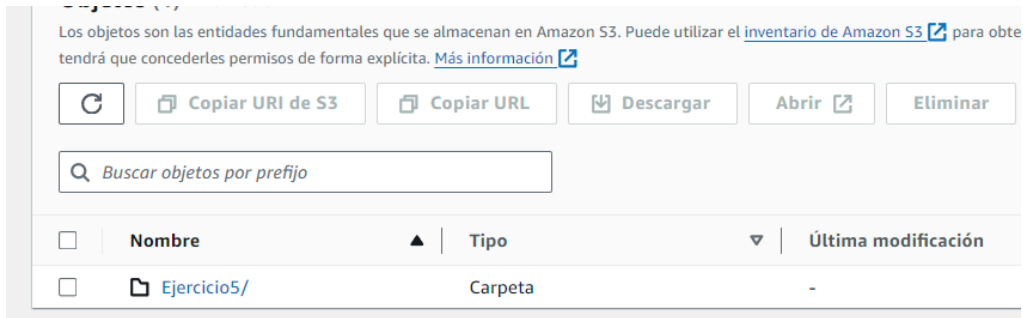 Los objetos son las entidades fundamentales que se almacenan en Amazon S3. Puede utilizar el inventario de Amazon S3 para obte
tendrá que concederles permisos de forma explícita. Más información
Copiar URI de S3 Copiar URL Descargar Abrir Eliminar
Buscar objetos por prefijo
Nombre Tipo Última modificación
Ejercicio5/ Carpeta -